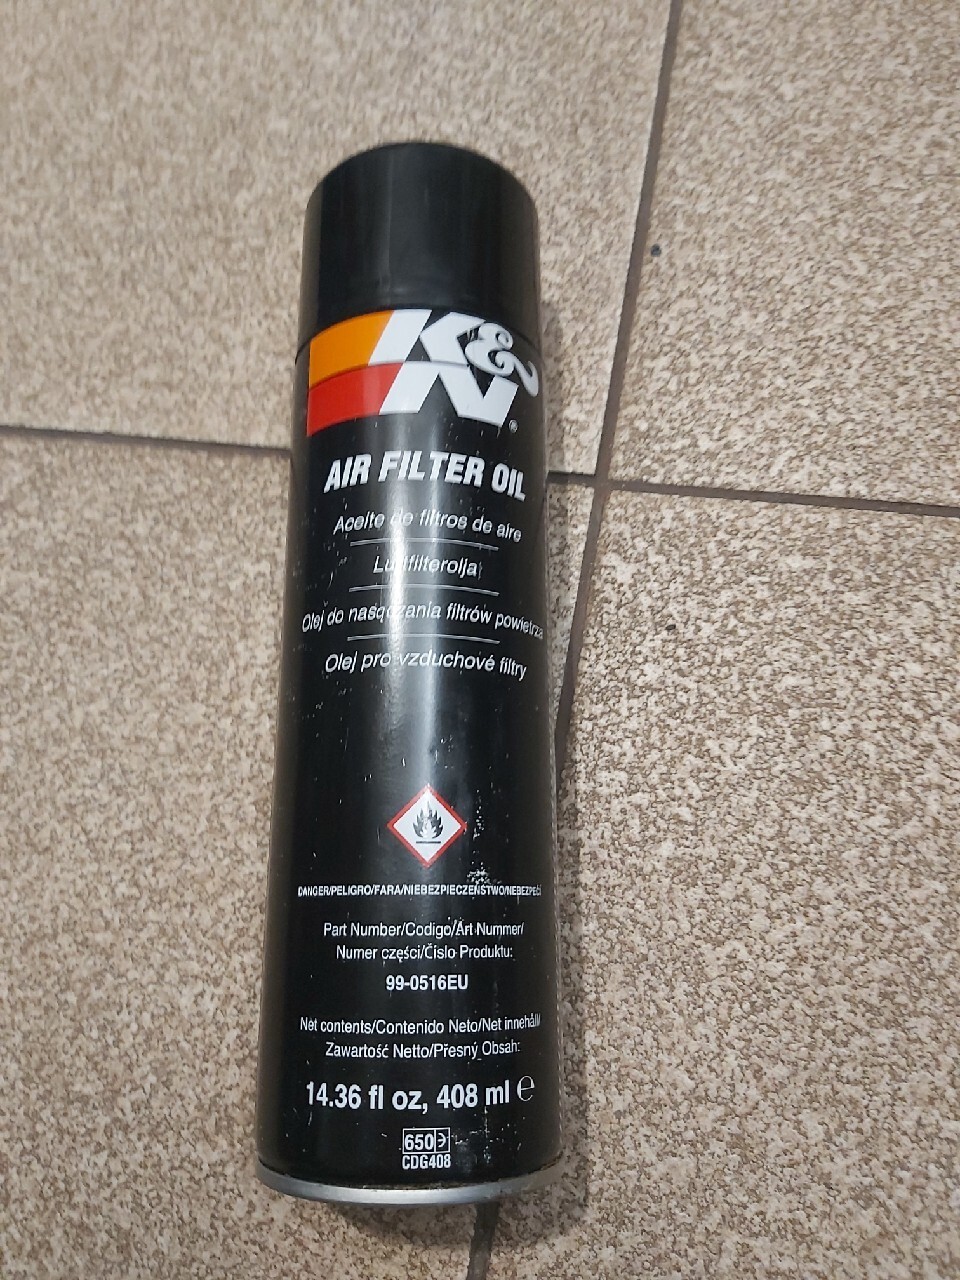 K&N®
AIR FILTER OIL
Aceite de filtros de aire
Luftfilterolja
Olej do nasączania filtrów powietrza
Olej pro vzduchové filtry
DANGER/PELIGRO/FARA/NIEBEZPIECZEŃSTWO/NEBEZPEČÍ
Part Number/Codigo/Art-Nummer/
Numer części/Čislo Produktu:
99-0516EU
Net contents/Contenido Neto/Net innehåll/
Zawartość Netto/Přesný Obsah:
14.36 fl oz, 408 ml ℮
650
CDG408